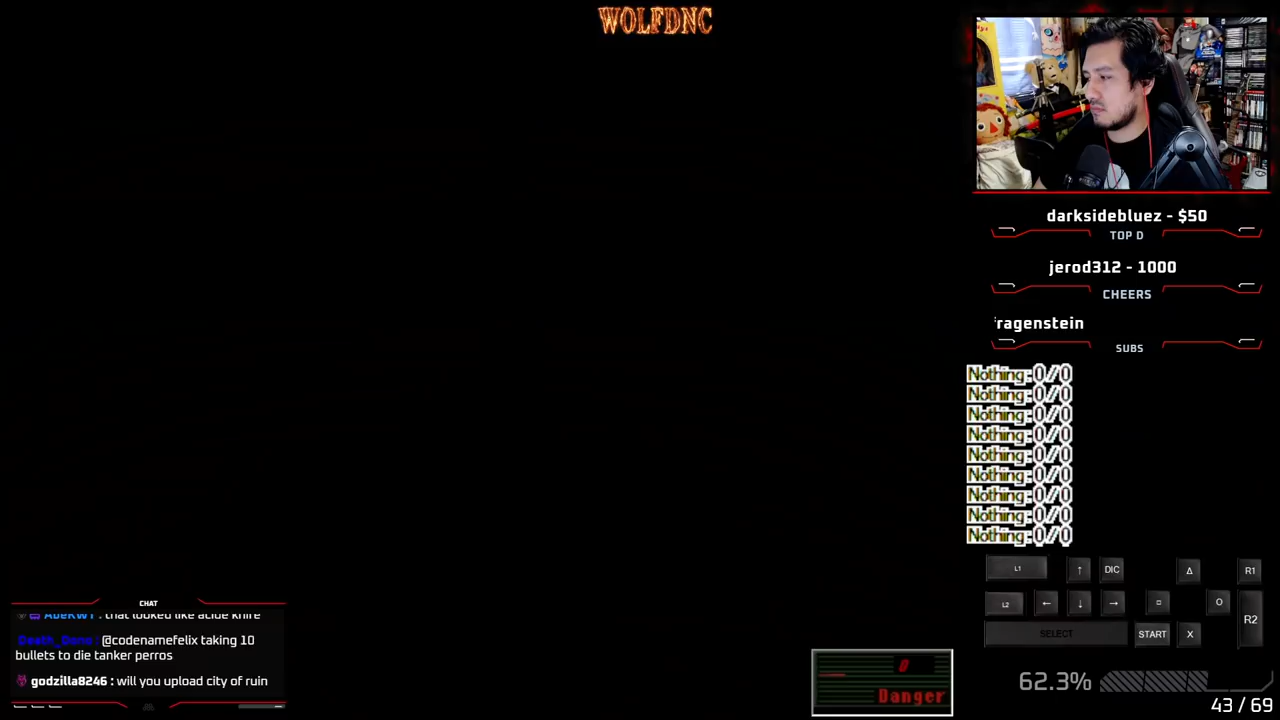 WOLFDNC
darksidebluez - $50
TOP D
jerod312 - 1000
CHEERS
ragenstein
SUBS
Nothing:0/0
Nothing:0/0
Nothing:0/0
Nothing:0/0
Nothing:0/0
Nothing:0/0
Nothing:0/0
Nothing:0/0
Nothing:0/0
L1 ↑ DIC Δ R1
L2 ← ↓ → □ O R2
SELECT START X
62.3%
43 / 69
CHAT
: that looked like acide knife
Death_Dono : @codenamefelix taking 10
bullets to die tanker perros
godzilla8246 : will you upload city of ruin
0
Danger